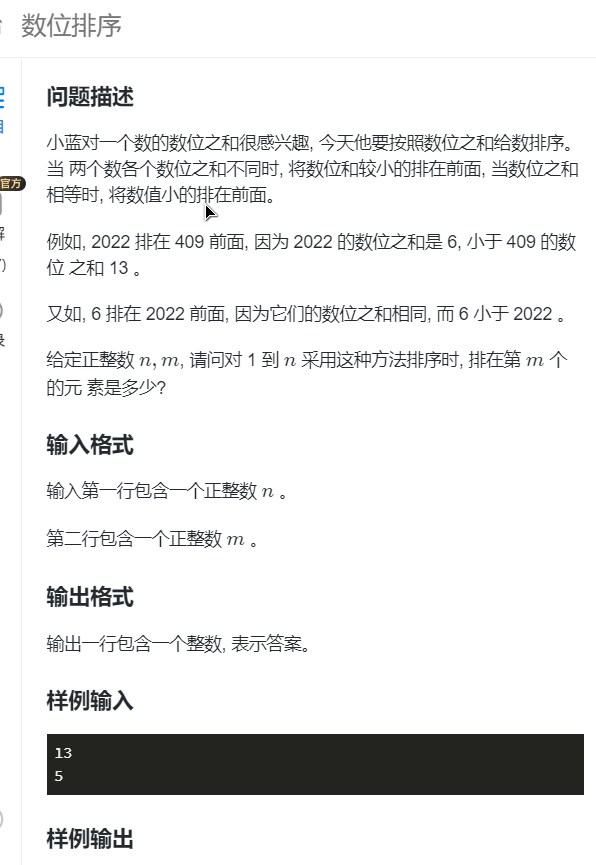 数位排序
问题描述
小蓝对一个数的数位之和很感兴趣, 今天他要按照数位之和给数排序。
当 两个数各个数位之和不同时, 将数位和较小的排在前面, 当数位之和
相等时, 将数值小的排在前面。
官方
例如, 2022 排在 409 前面, 因为 2022 的数位之和是 6, 小于 409 的数
位 之和 13 。
又如, 6 排在 2022 前面, 因为它们的数位之和相同, 而 6 小于 2022 。
给定正整数 n, m, 请问对 1 到 n 采用这种方法排序时, 排在第 m 个
的元 素是多少?
输入格式
输入第一行包含一个正整数 n 。
第二行包含一个正整数 m 。
输出格式
输出一行包含一个整数, 表示答案。
样例输入
13
5
样例输出